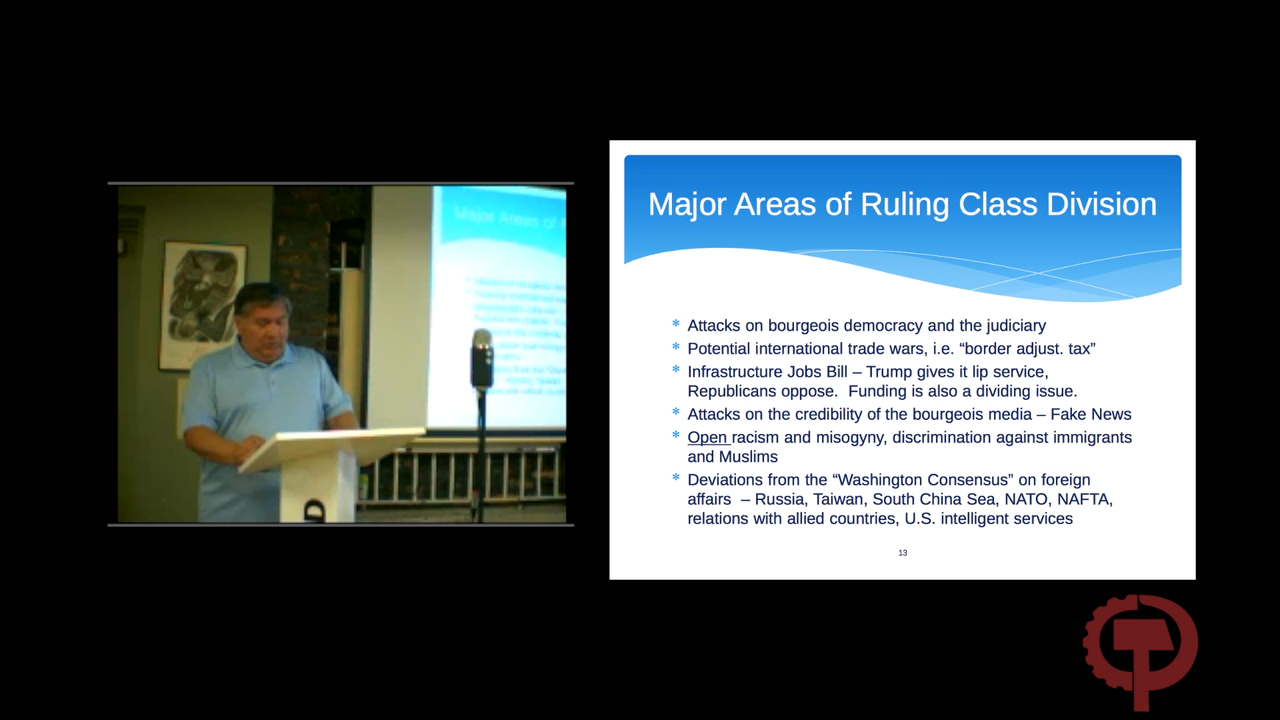 Major Areas of Ruling Class Division
* Attacks on bourgeois democracy and the judiciary
* Potential international trade wars, i.e. “border adjust. tax”
* Infrastructure Jobs Bill – Trump gives it lip service,
Republicans oppose.  Funding is also a dividing issue.
* Attacks on the credibility of the bourgeois media – Fake News
* Open racism and misogyny, discrimination against immigrants
and Muslims
* Deviations from the “Washington Consensus” on foreign
affairs  – Russia, Taiwan, South China Sea, NATO, NAFTA,
relations with allied countries, U.S. intelligent services
13
Major Areas of